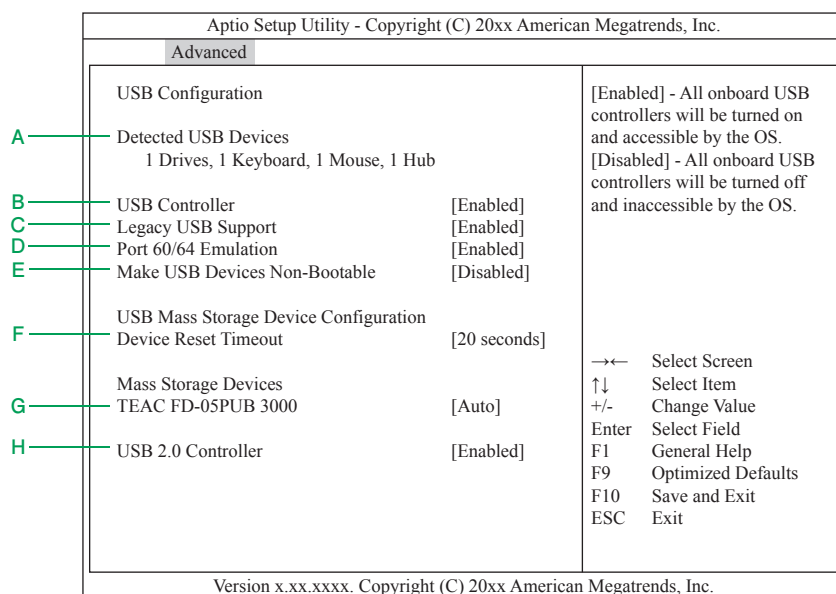 Aptio Setup Utility - Copyright (C) 20xx American Megatrends, Inc.
Advanced
USB Configuration
A Detected USB Devices
1 Drives, 1 Keyboard, 1 Mouse, 1 Hub
B USB Controller [Enabled]
C Legacy USB Support [Enabled]
D Port 60/64 Emulation [Enabled]
E Make USB Devices Non-Bootable [Disabled]
USB Mass Storage Device Configuration
F Device Reset Timeout [20 seconds]
Mass Storage Devices
G TEAC FD-05PUB 3000 [Auto]
H USB 2.0 Controller [Enabled]
[Enabled] - All onboard USB
controllers will be turned on
and accessible by the OS.
[Disabled] - All onboard USB
controllers will be turned off
and inaccessible by the OS.
→← Select Screen
↑↓ Select Item
+/- Change Value
Enter Select Field
F1 General Help
F9 Optimized Defaults
F10 Save and Exit
ESC Exit
Version x.xx.xxxx. Copyright (C) 20xx American Megatrends, Inc.